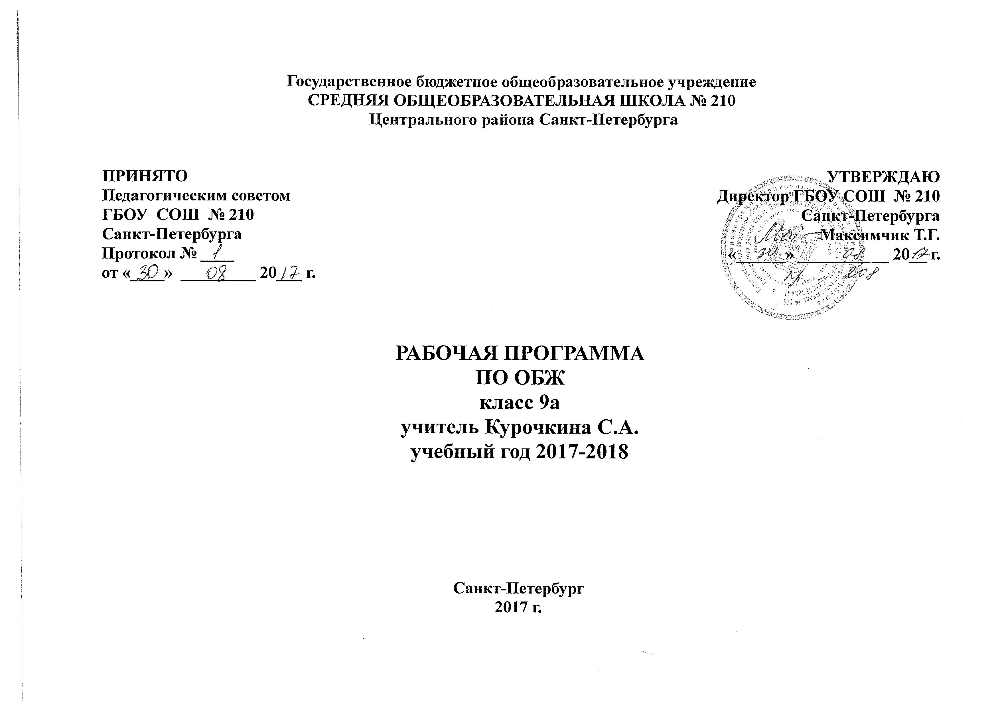 Государственное бюджетное общеобразовательное учреждение
СРЕДНЯЯ ОБЩЕОБРАЗОВАТЕЛЬНАЯ ШКОЛА № 210
Центрального района Санкт-Петербурга
ПРИНЯТО
Педагогическим советом
ГБОУ СОШ № 210
Санкт-Петербурга
Протокол № 1
от «30» 08 2017 г.
УТВЕРЖДАЮ
Директор ГБОУ СОШ № 210
Санкт-Петербурга
Максимчик Т.Г.
«30» 08 2017 г.
пр. 208
РАБОЧАЯ ПРОГРАММА
ПО ОБЖ
класс 9а
учитель Курочкина С.А.
учебный год 2017-2018
Санкт-Петербург
2017 г.